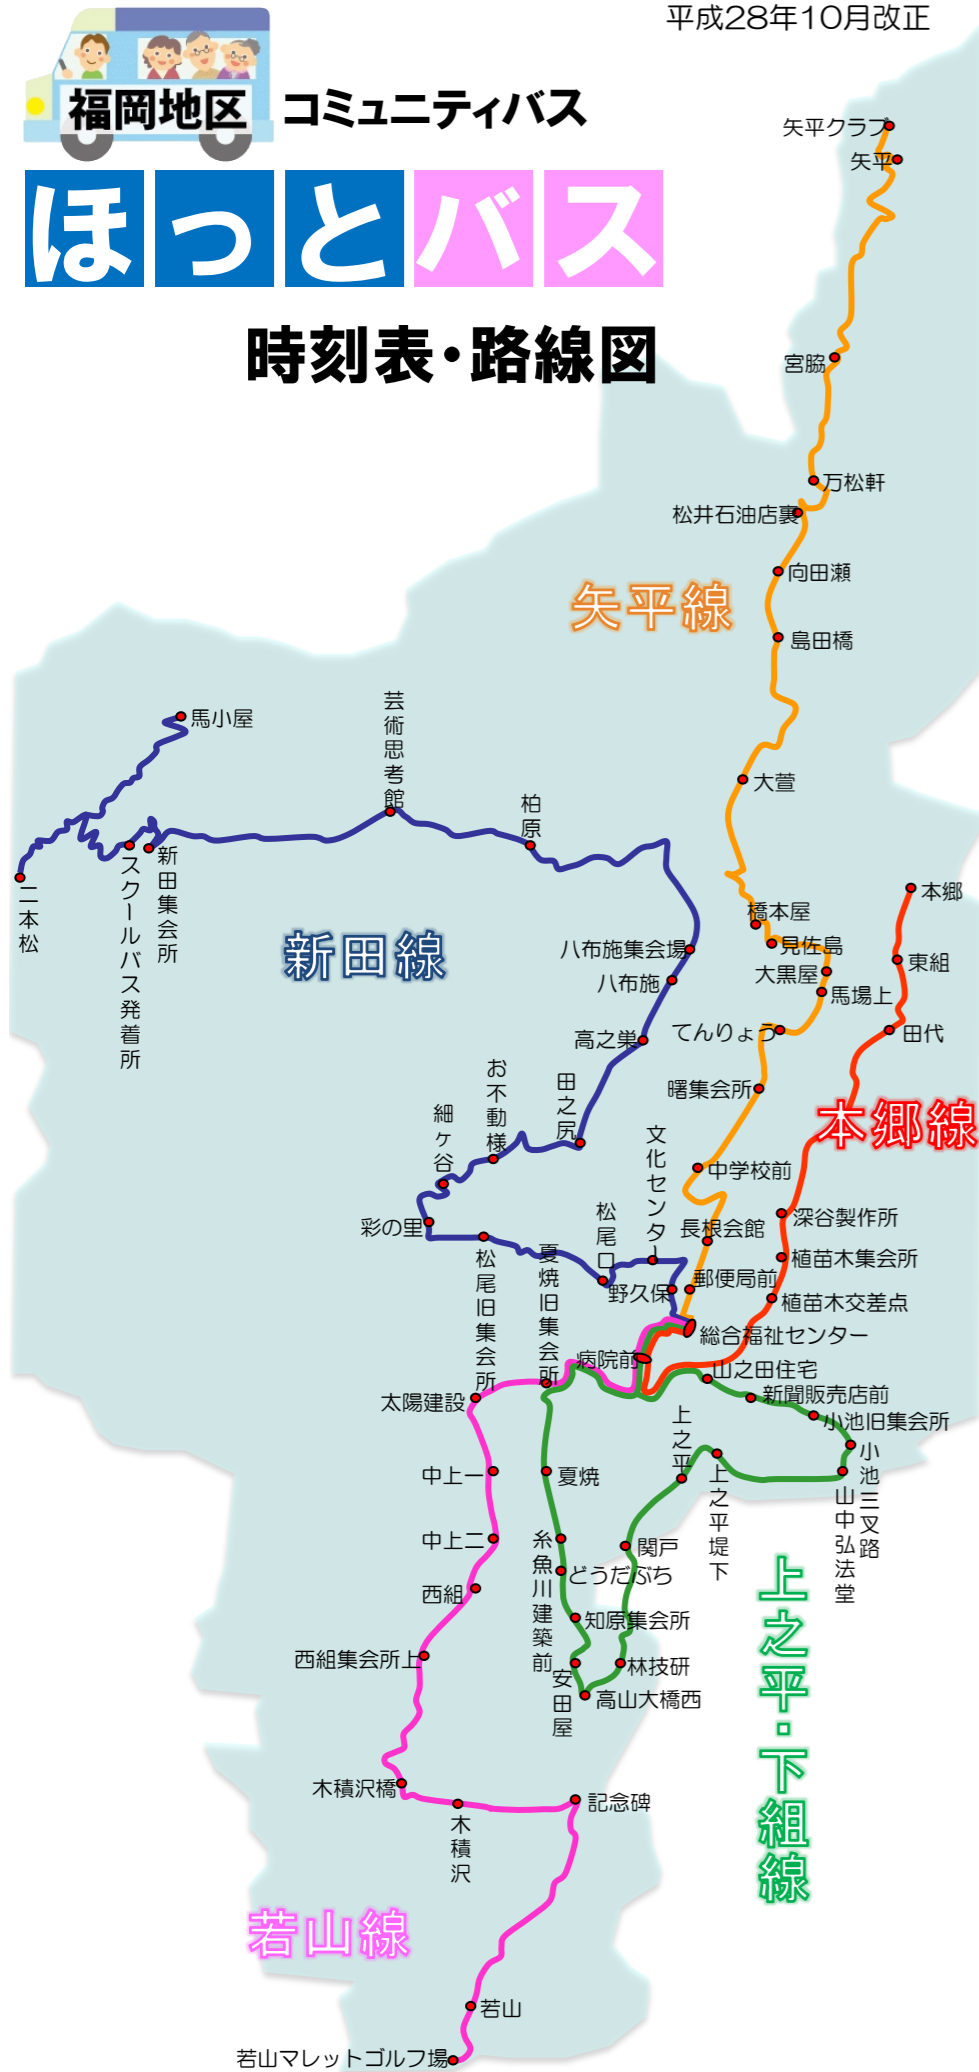 平成28年10月改正
福岡地区
コミュニティバス
ほっとバス
時刻表・路線図
矢平クラブ
矢平
宮脇
万松軒
松井石油店裏
向田瀬
矢平線
島田橋
馬小屋
芸術思考館
大萱
柏原
二本松
スクールバス発着所
新田集会所
本郷
橋本屋
見佐島
新田線
八布施集会場
大黒屋
東組
八布施
馬場上
高之巣
てんりょう
田代
お不動様
田之尻
曙集会所
本郷線
細ヶ谷
文化センター
中学校前
彩の里
松尾口
深谷製作所
長根会館
松尾旧集会所
夏焼旧集会所
植苗木集会所
野久保
郵便局前
植苗木交差点
総合福祉センター
病院前
山之田住宅
太陽建設
新聞販売店前
上之平
小池旧集会所
小池三叉路
中上一
夏焼
上之平堤下
山中弘法堂
中上二
糸魚川建築前
関戸
西組
どうだぶち
上之平・下組線
知原集会所
西組集会所上
安田屋
林技研
高山大橋西
木積沢橋
木積沢
記念碑
若山線
若山
若山マレットゴルフ場